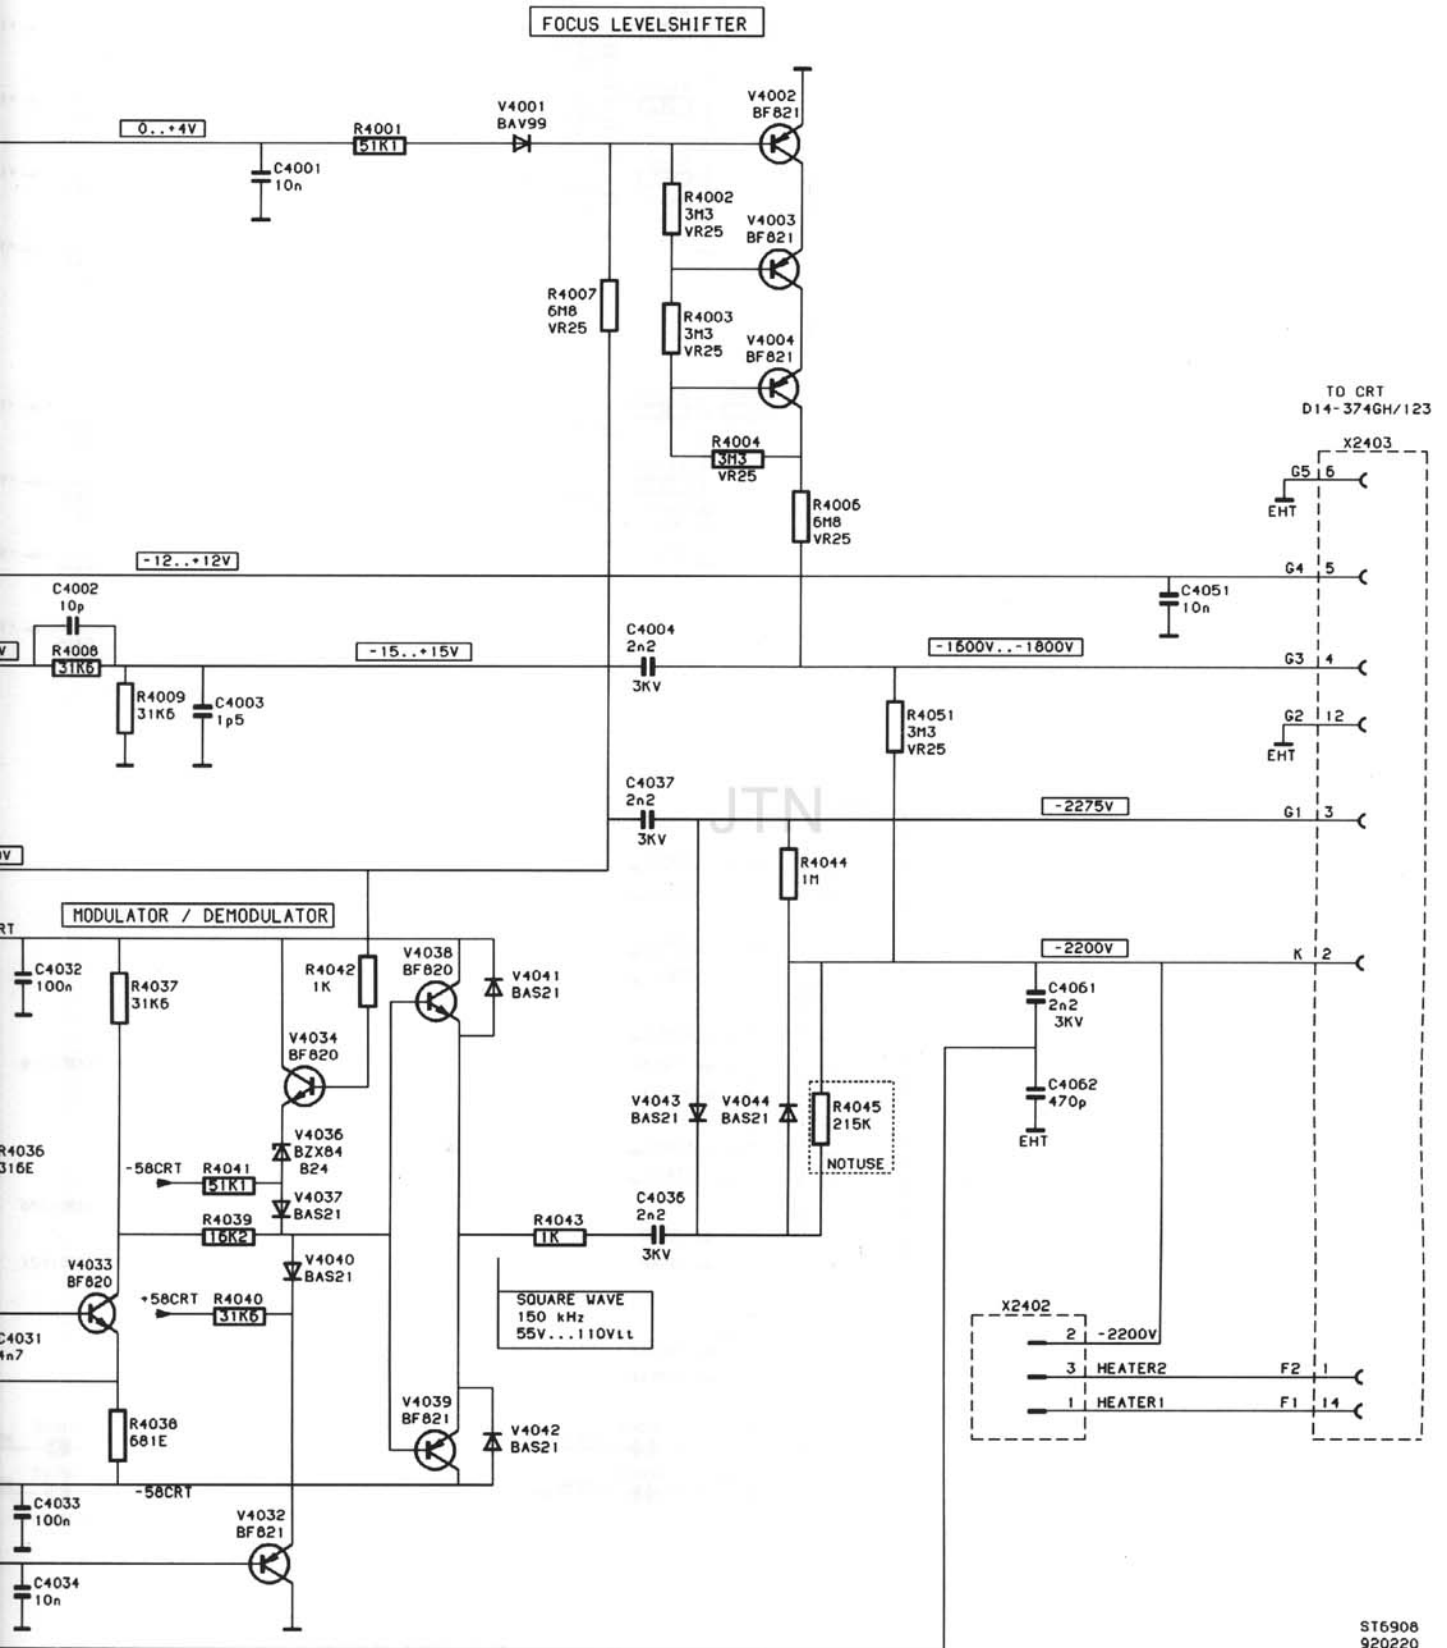 FOCUS LEVELSHIFTER
0..+4V
R4001
51K1
V4001
BAV99
V4002
BF821
C4001
10n
R4002
3M3
VR25
V4003
BF821
R4007
6M8
VR25
R4003
3M3
VR25
V4004
BF821
R4004
3M3
VR25
R4006
6M8
VR25
TO CRT
D14-374GH/123
X2403
G5 6
EHT
-12..+12V
G4 5
C4051
10n
C4002
10p
V
R4008
31K6
-15..+15V
C4004
2n2
3KV
-1600V..-1800V
G3 4
R4009
31K6
C4003
1p5
R4051
3M3
VR25
G2 12
EHT
C4037
2n2
3KV
JTN
-2275V
G1 3
R4044
1M
MODULATOR / DEMODULATOR
RT
C4032
100n
R4037
31K6
R4042
1K
V4038
BF820
V4041
BAS21
-2200V
K 2
C4061
2n2
3KV
V4034
BF820
C4062
470p
EHT
V4043
BAS21
V4044
BAS21
R4045
215K
NOTUSE
R4036
316E
V4036
BZX84
B24
-58CRT
R4041
51K1
V4037
BAS21
R4039
16K2
R4043
1K
C4036
2n2
3KV
V4033
BF820
V4040
BAS21
+58CRT
R4040
31K6
SQUARE WAVE
150 kHz
55V...110Vtt
C4031
4n7
X2402
2 -2200V
3 HEATER2
F2 1
1 HEATER1
F1 14
R4038
681E
V4039
BF821
V4042
BAS21
-58CRT
C4033
100n
V4032
BF821
C4034
10n
ST6908
920220